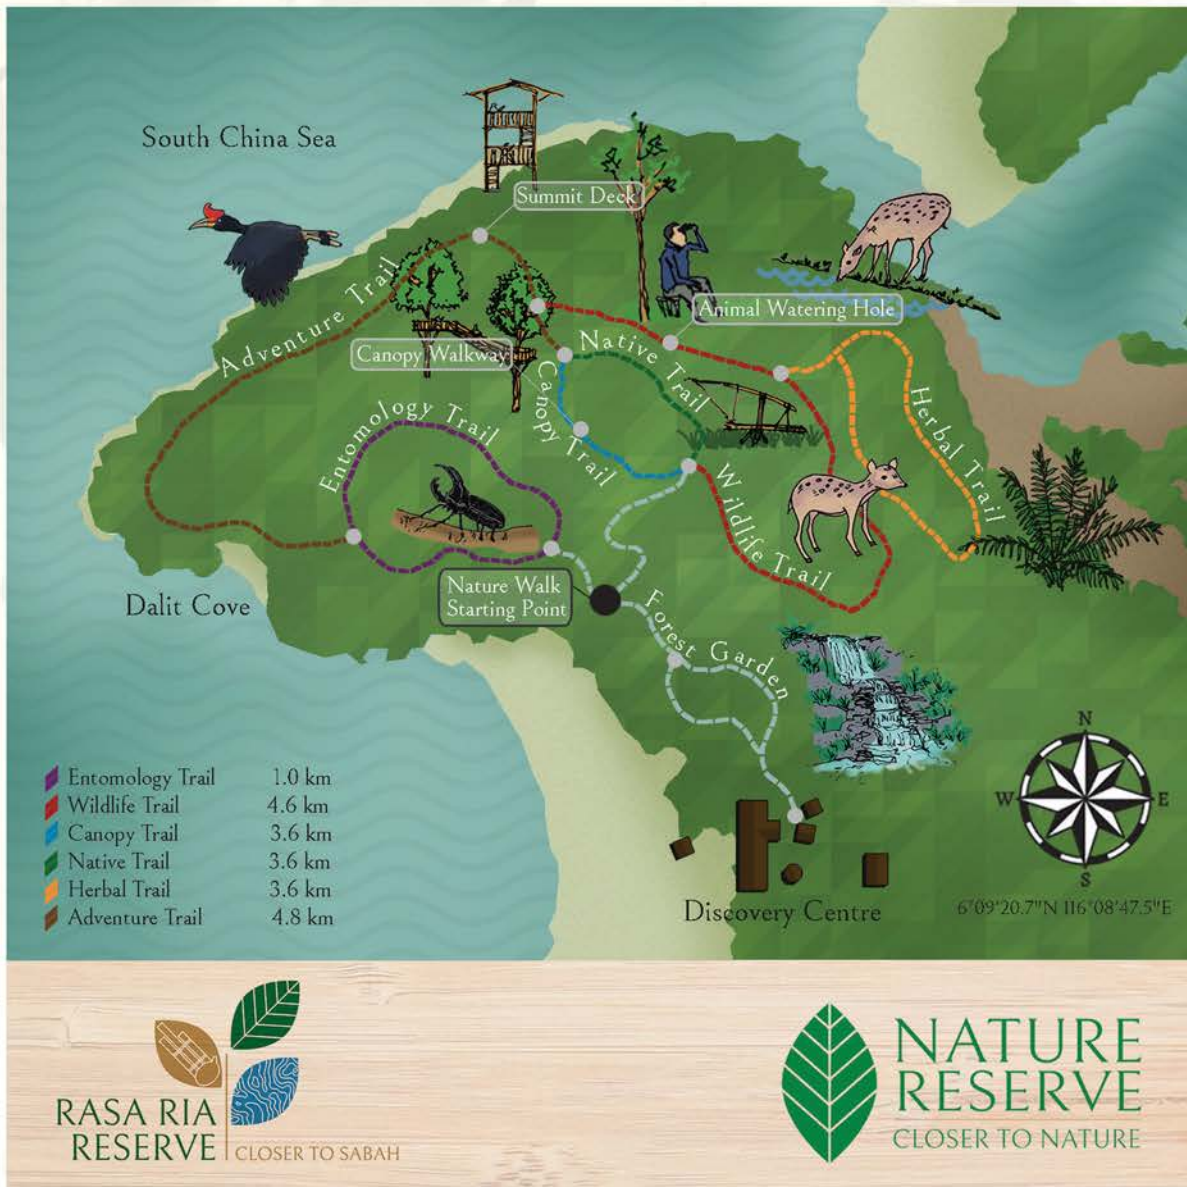 South China Sea
Summit Deck
Adventure Trail
Animal Watering Hole
Canopy Walkway
Native Trail
Canopy Trail
Entomology Trail
Herbal Trail
Wildlife Trail
Dalit Cove
Nature Walk
Starting Point
Forest Garden
Entomology Trail 1.0 km
Wildlife Trail 4.6 km
Canopy Trail 3.6 km
Native Trail 3.6 km
Herbal Trail 3.6 km
Adventure Trail 4.8 km
N
W E
S
Discovery Centre
6°09'20.7"N 116°08'47.5"E
RASA RIA
RESERVE
CLOSER TO SABAH
NATURE
RESERVE
CLOSER TO NATURE